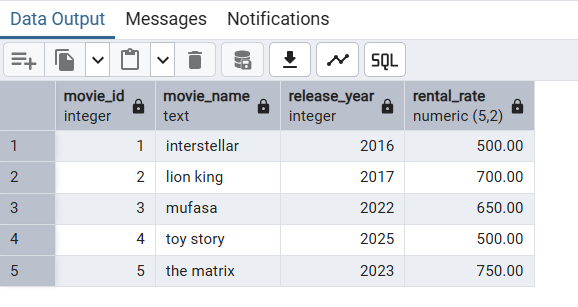 Data Output Messages Notifications
SQL
movie_id movie_name release_year rental_rate
integer text integer numeric (5,2)
1 1 interstellar 2016 500.00
2 2 lion king 2017 700.00
3 3 mufasa 2022 650.00
4 4 toy story 2025 500.00
5 5 the matrix 2023 750.00